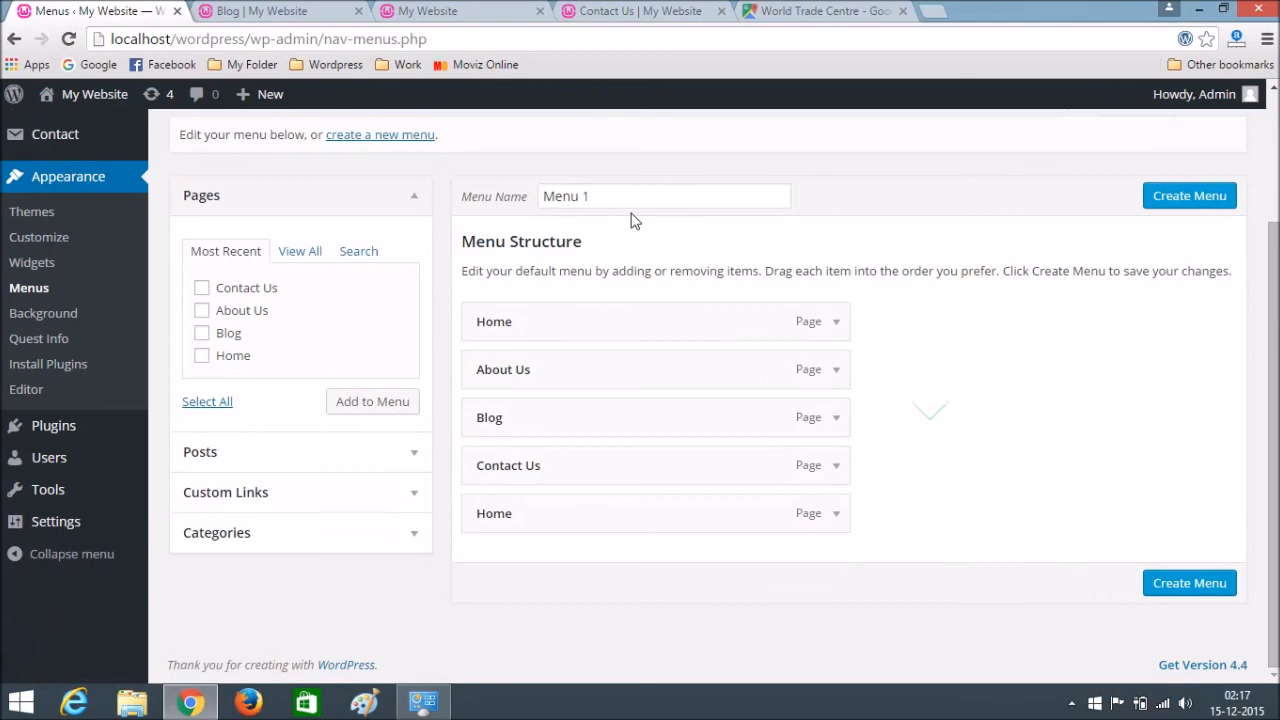 Menus ‹ My Website — W
Blog | My Website
My Website
Contact Us | My Website
World Trade Centre - Goo
localhost/wordpress/wp-admin/nav-menus.php
Apps
Google
Facebook
My Folder
Wordpress
Work
Moviz Online
Other bookmarks
My Website
4
0
New
Howdy, Admin
Contact
Appearance
Themes
Customize
Widgets
Menus
Background
Quest Info
Install Plugins
Editor
Plugins
Users
Tools
Settings
Collapse menu
Edit your menu below, or create a new menu.
Pages
Most Recent
View All
Search
Contact Us
About Us
Blog
Home
Select All
Add to Menu
Posts
Custom Links
Categories
Menu Name
Menu 1
Create Menu
Menu Structure
Edit your default menu by adding or removing items. Drag each item into the order you prefer. Click Create Menu to save your changes.
Home Page
About Us Page
Blog Page
Contact Us Page
Home Page
Create Menu
Thank you for creating with WordPress.
Get Version 4.4
02:17
15-12-2015